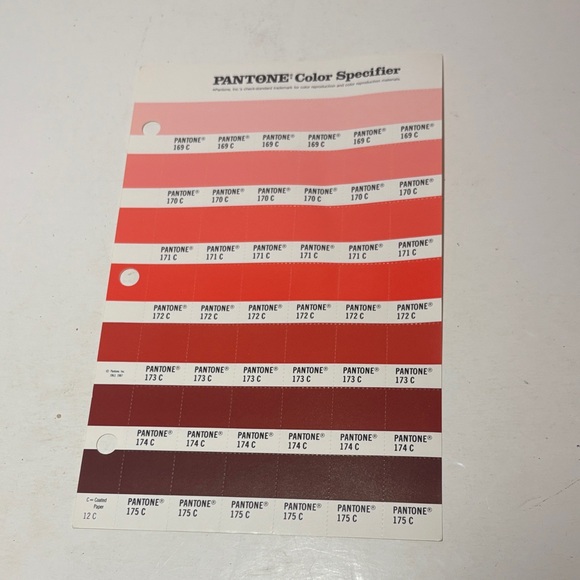 PANTONE® Color Specifier
PANTONE® PANTONE® PANTONE® PANTONE® PANTONE® PANTONE®
169 C 169 C 169 C 169 C 169 C 169 C
PANTONE® PANTONE® PANTONE® PANTONE® PANTONE® PANTONE®
170 C 170 C 170 C 170 C 170 C 170 C
PANTONE® PANTONE® PANTONE® PANTONE® PANTONE® PANTONE®
171 C 171 C 171 C 171 C 171 C 171 C
PANTONE® PANTONE® PANTONE® PANTONE® PANTONE® PANTONE®
172 C 172 C 172 C 172 C 172 C 172 C
PANTONE® PANTONE® PANTONE® PANTONE® PANTONE® PANTONE®
173 C 173 C 173 C 173 C 173 C 173 C
PANTONE® PANTONE® PANTONE® PANTONE® PANTONE® PANTONE®
174 C 174 C 174 C 174 C 174 C 174 C
C = Coated
Paper
12 C
PANTONE® PANTONE® PANTONE® PANTONE® PANTONE® PANTONE®
175 C 175 C 175 C 175 C 175 C 175 C